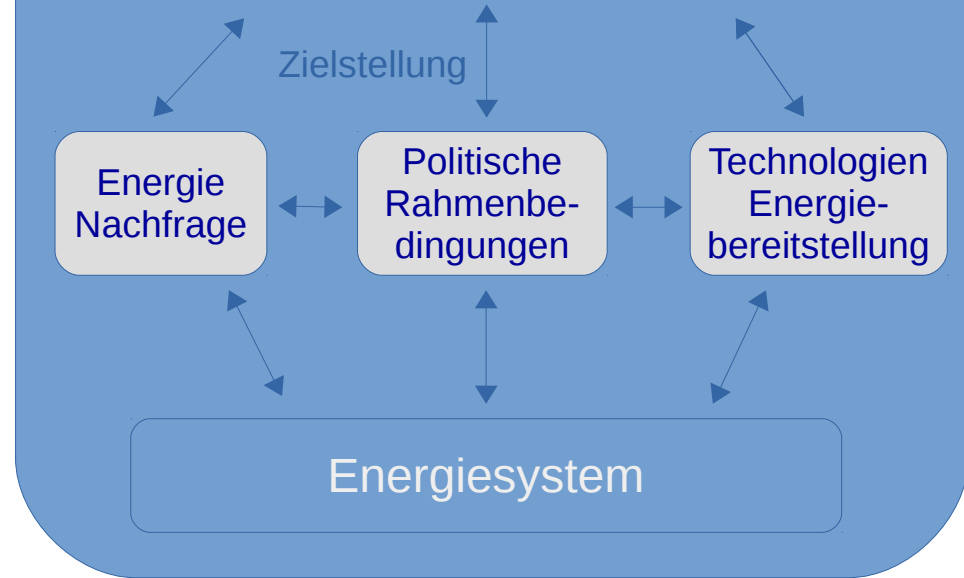 Zielstellung
Energie
Nachfrage
Politische
Rahmenbe-
dingungen
Technologien
Energie-
bereitstellung
Energiesystem